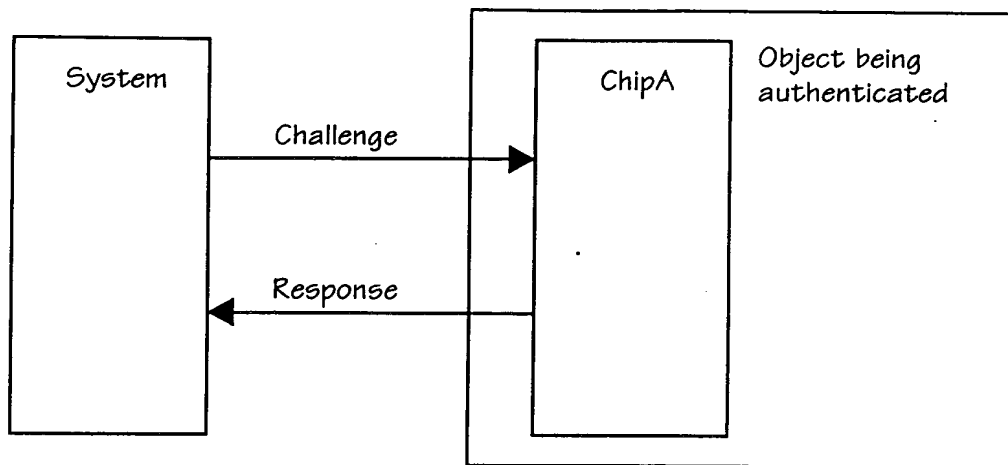 System
ChipA
Object being
authenticated
Challenge
Response